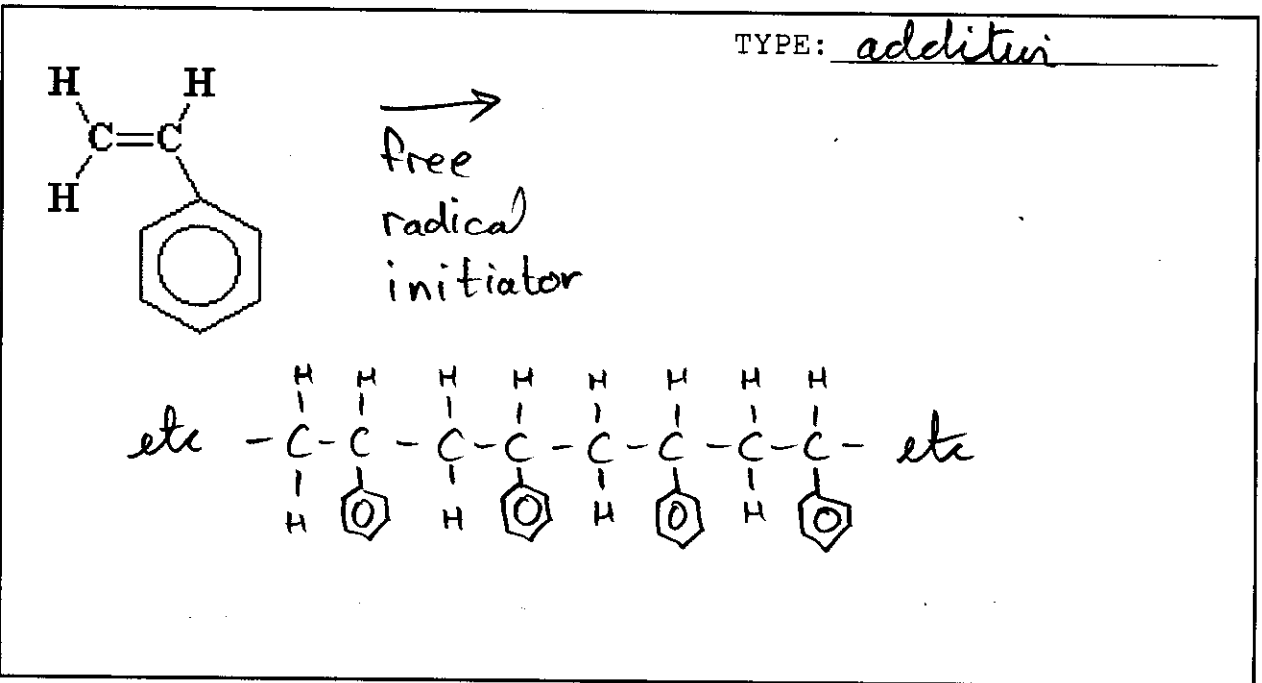 TYPE: addition
H H
C=C
H
free
radical
initiator
H H H H H H H H
etc -C-C-C-C-C-C-C-C- etc
H H H H